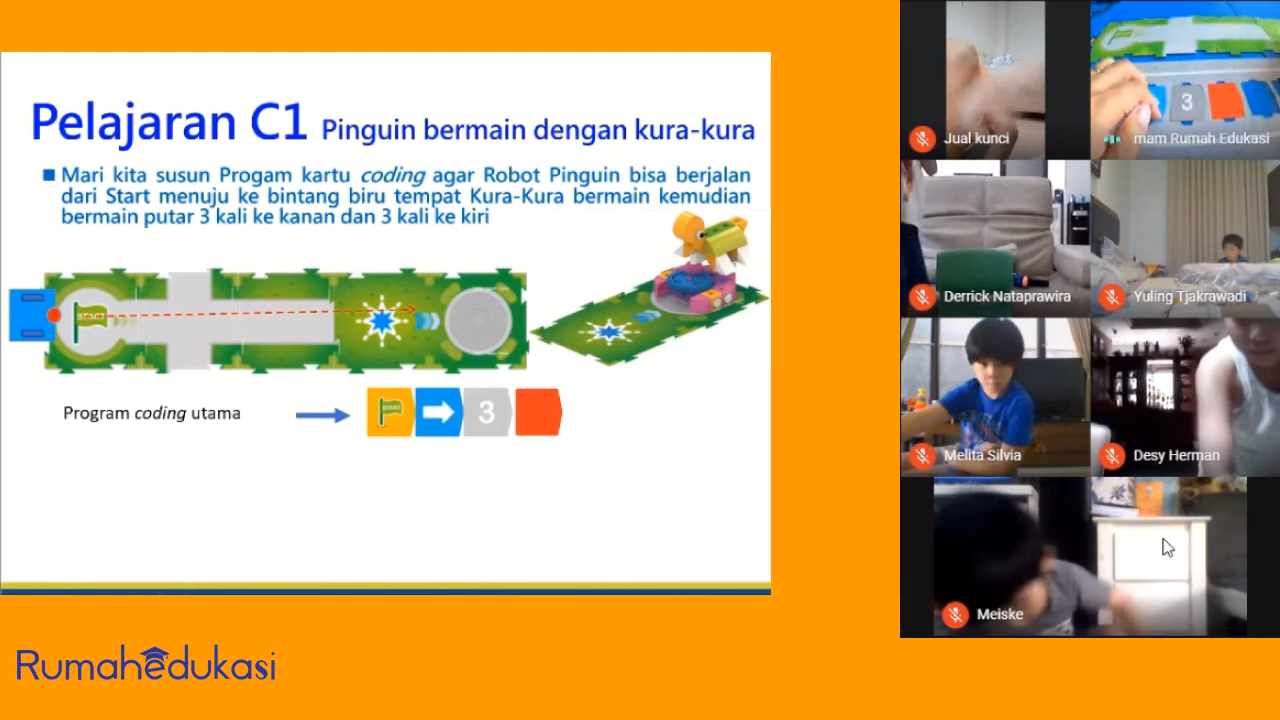 Pelajaran C1 Pinguin bermain dengan kura-kura
Mari kita susun Progam kartu coding agar Robot Pinguin bisa berjalan
dari Start menuju ke bintang biru tempat Kura-Kura bermain kemudian
bermain putar 3 kali ke kanan dan 3 kali ke kiri
START
Program coding utama
START
3
RumahEdukasi
Jual kunci
3
mam Rumah Edukasi
Derrick Nataprawira
Yuling Tjakrawadi
Melita Silvia
Desy Herman
Meiske